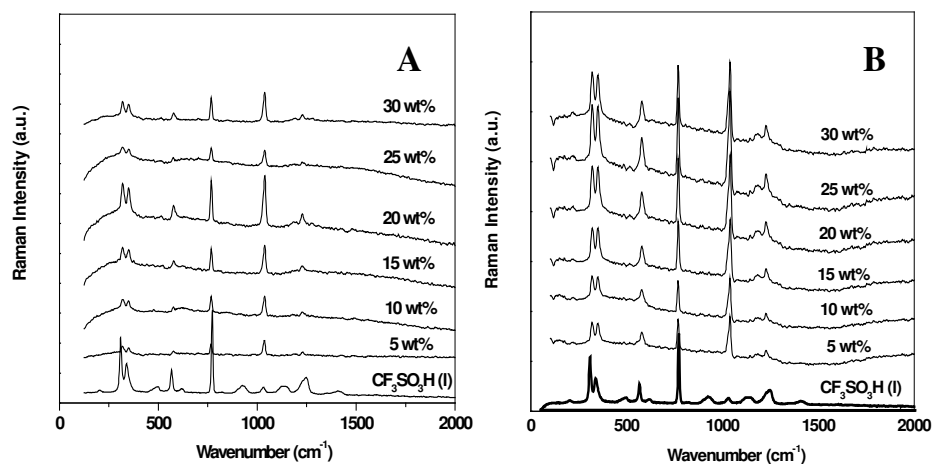 A
30 wt%
25 wt%
20 wt%
15 wt%
10 wt%
5 wt%
CF3SO3H (l)
Raman Intensity (a.u.)
0 500 1000 1500 2000
Wavenumber (cm-1)
B
30 wt%
25 wt%
20 wt%
15 wt%
10 wt%
5 wt%
CF3SO3H (l)
Raman Intensity (a.u.)
0 500 1000 1500 2000
Wavenumber (cm-1)